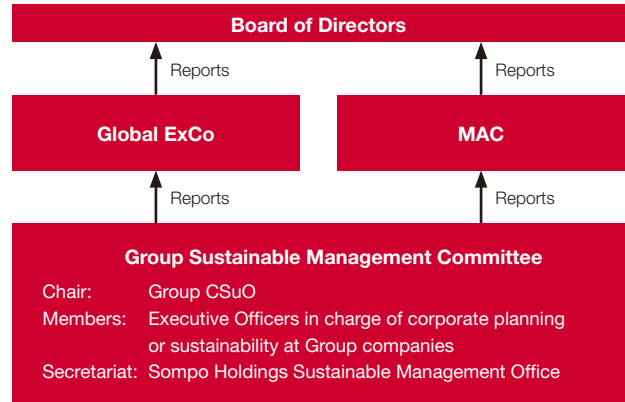 Board of Directors
Reports
Reports
Global ExCo
MAC
Reports
Reports
Group Sustainable Management Committee
Chair: Group CSuO
Members: Executive Officers in charge of corporate planning
or sustainability at Group companies
Secretariat: Sompo Holdings Sustainable Management Office